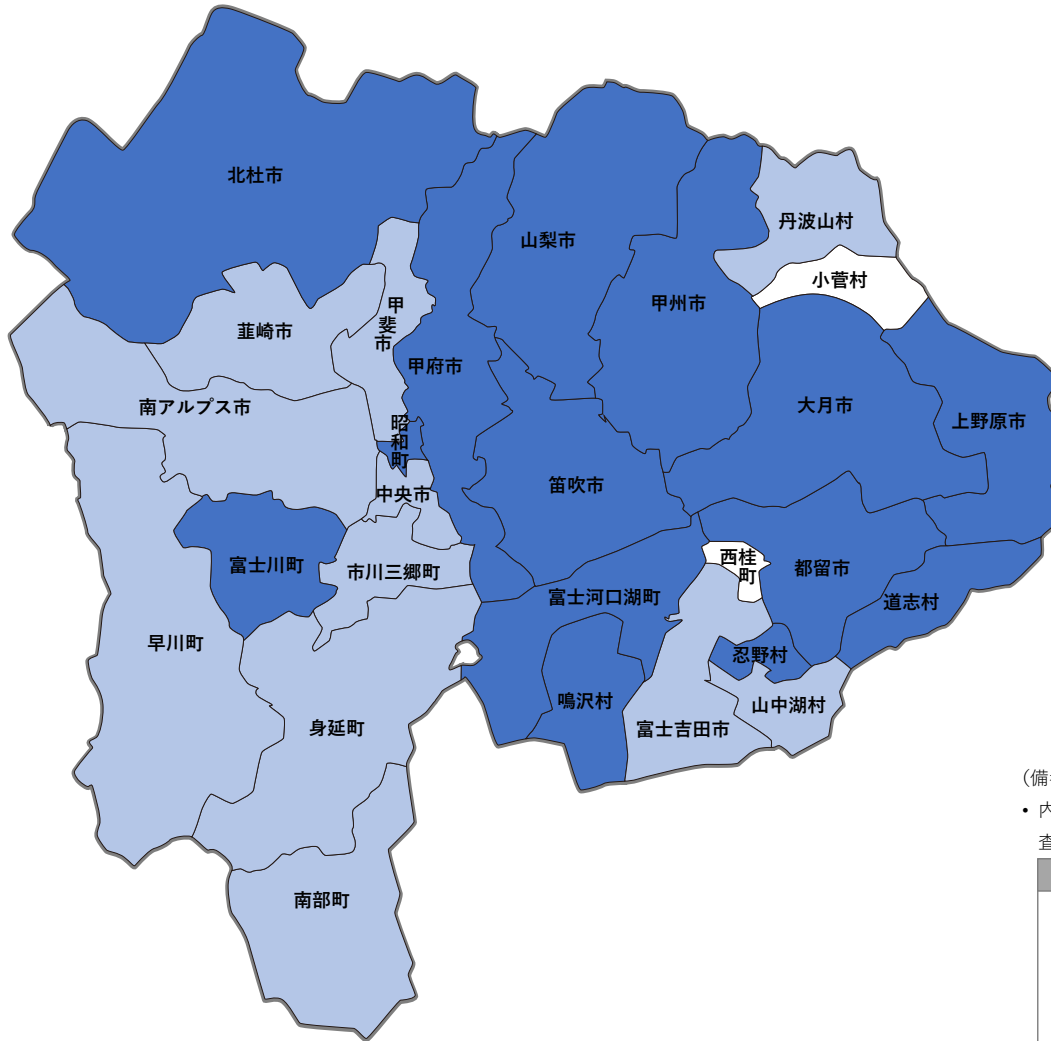 北杜市
山梨市
丹波山村
小菅村
甲州市
甲斐市
韮崎市
甲府市
南アルプス市
大月市
上野原市
昭和町
笛吹市
中央市
西桂町
富士川町
市川三郷町
都留市
富士河口湖町
道志村
早川町
忍野村
鳴沢村
山中湖村
身延町
富士吉田市
（備
• 内
査
南部町